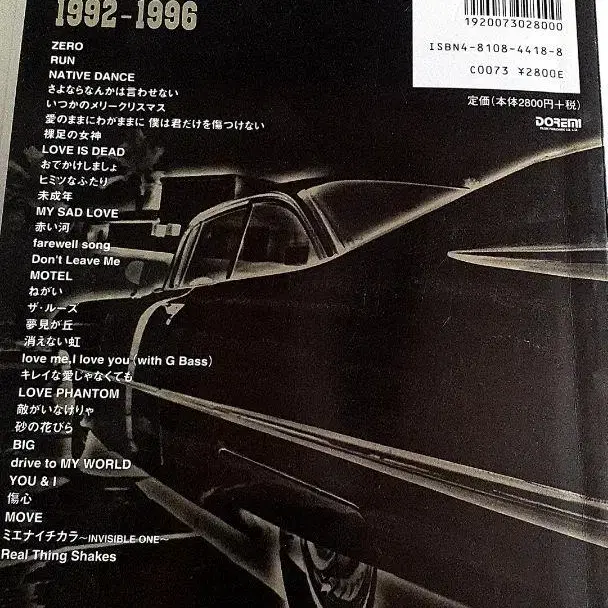 1992-1996
1920073028000
ISBN4-8108-4418-8
C0073 ¥2800E
定価(本体2800円+税)
DOREMI
ZERO
RUN
NATIVE DANCE
さよならなんかは言わせない
いつかのメリークリスマス
愛のままにわがままに 僕は君だけを傷つけない
裸足の女神
LOVE IS DEAD
おでかけしましょ
ヒミツなふたり
未成年
MY SAD LOVE
赤い河
farewell song
Don't Leave Me
MOTEL
ねがい
ザ・ルーズ
夢見が丘
消えない虹
love me, I love you (with G Bass)
キレイな愛じゃなくても
LOVE PHANTOM
敵がいなけりゃ
砂の花びら
BIG
drive to MY WORLD
YOU & I
傷心
MOVE
ミエナイチカラ~INVISIBLE ONE~
Real Thing Shakes